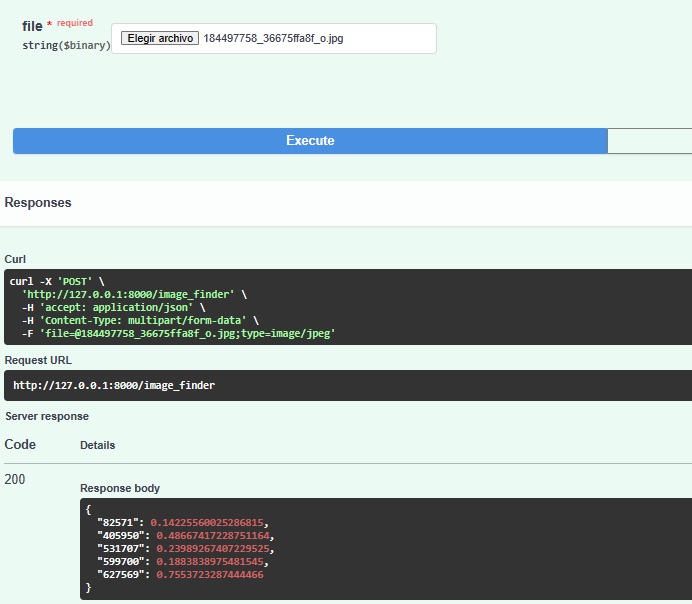 file * required
string($binary)
Elegir archivo 184497758_36675ffa8f_o.jpg
Execute
Responses
Curl
curl -X 'POST' \
'http://127.0.0.1:8000/image_finder' \
-H 'accept: application/json' \
-H 'Content-Type: multipart/form-data' \
-F 'file=@184497758_36675ffa8f_o.jpg;type=image/jpeg'
Request URL
http://127.0.0.1:8000/image_finder
Server response
Code Details
200
Response body
{
"82571": 0.14225560025286815,
"405950": 0.48667417228751164,
"531707": 0.23989267407229525,
"599700": 0.1883838975481545,
"627569": 0.7553723287444466
}